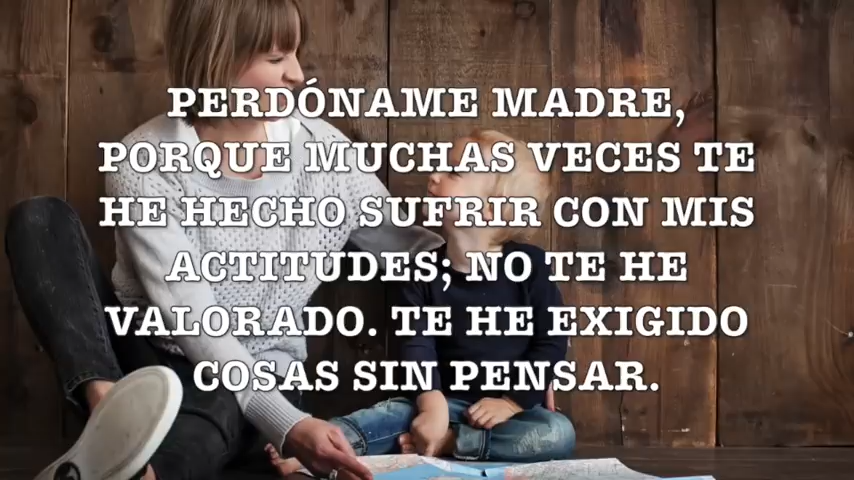 PERDÓNAME MADRE,
PORQUE MUCHAS VECES TE
HE HECHO SUFRIR CON MIS
ACTITUDES; NO TE HE
VALORADO. TE HE EXIGIDO
COSAS SIN PENSAR.